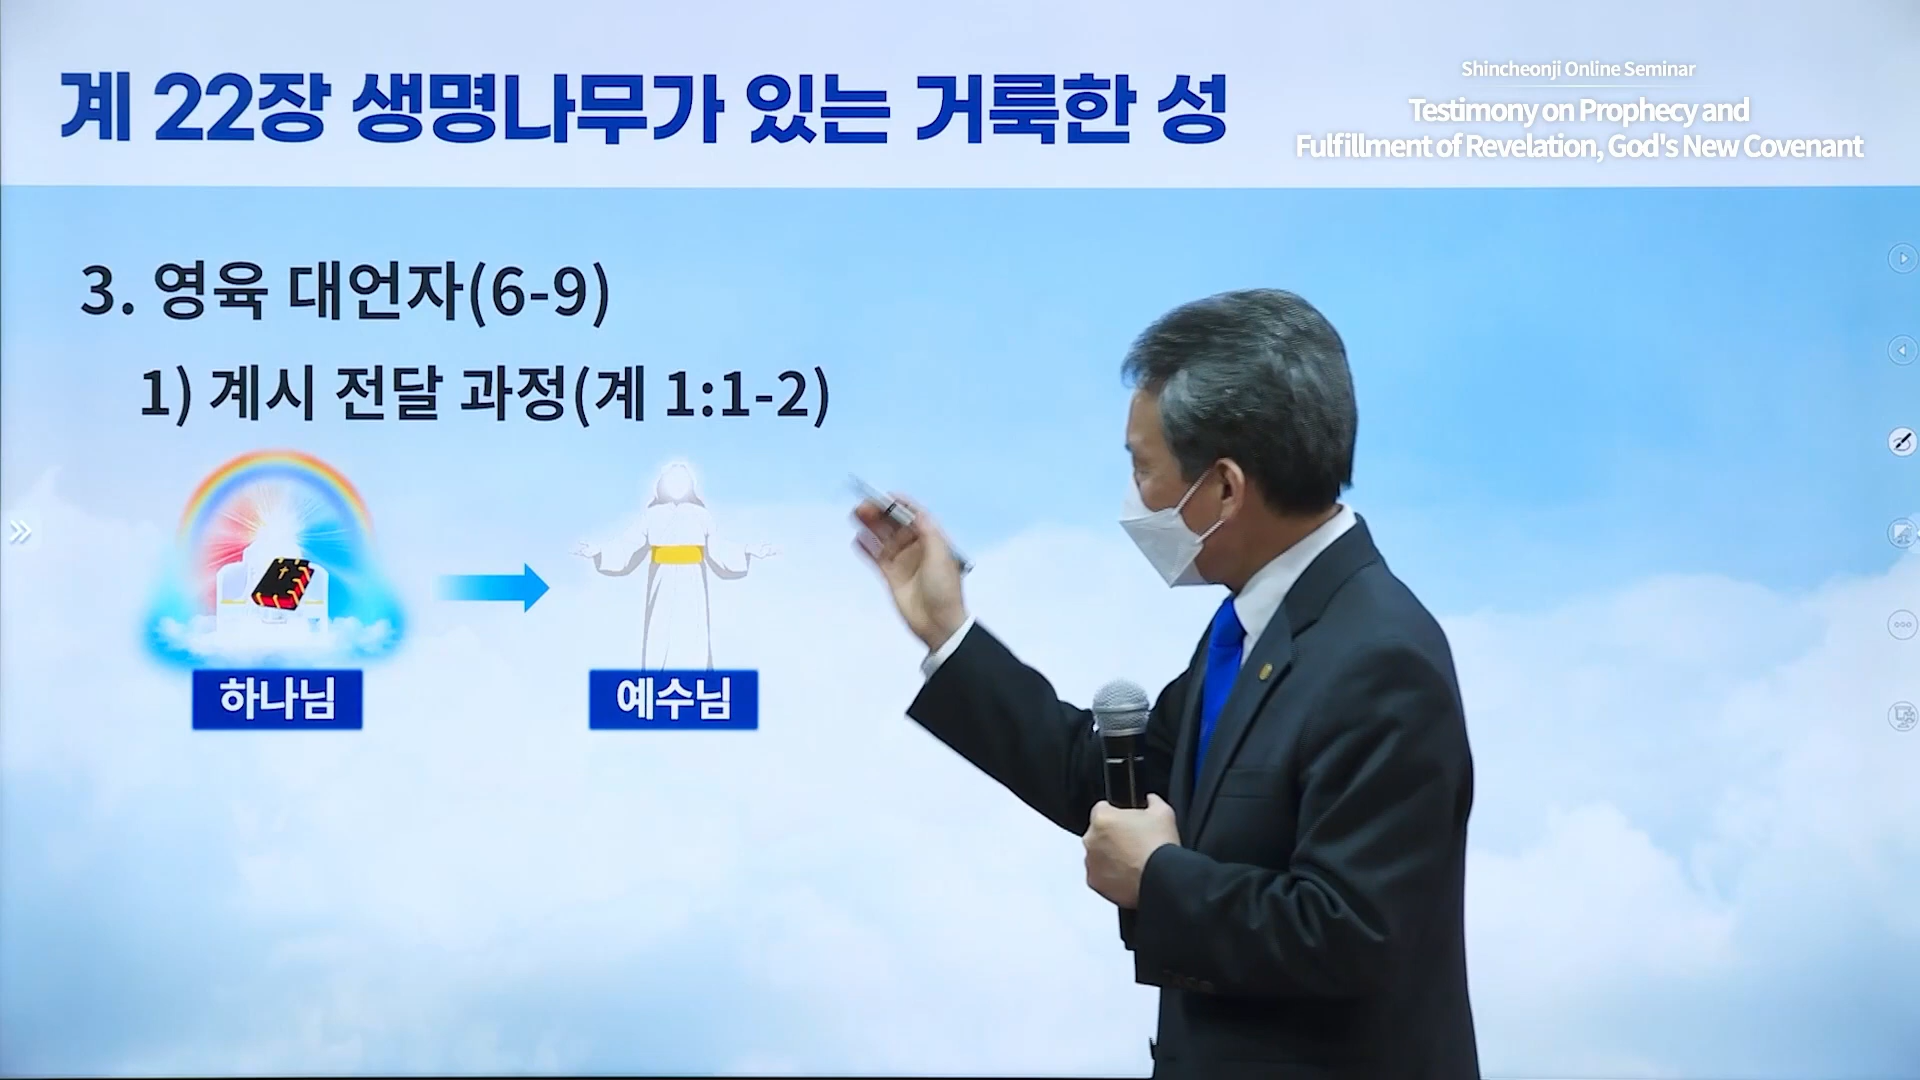 계 22장 생명나무가 있는 거룩한 성
Shincheonji Online Seminar
Testimony on Prophecy and
Fulfillment of Revelation, God's New Covenant
3. 영육 대언자(6-9)
1) 계시 전달 과정(계 1:1-2)
하나님
예수님